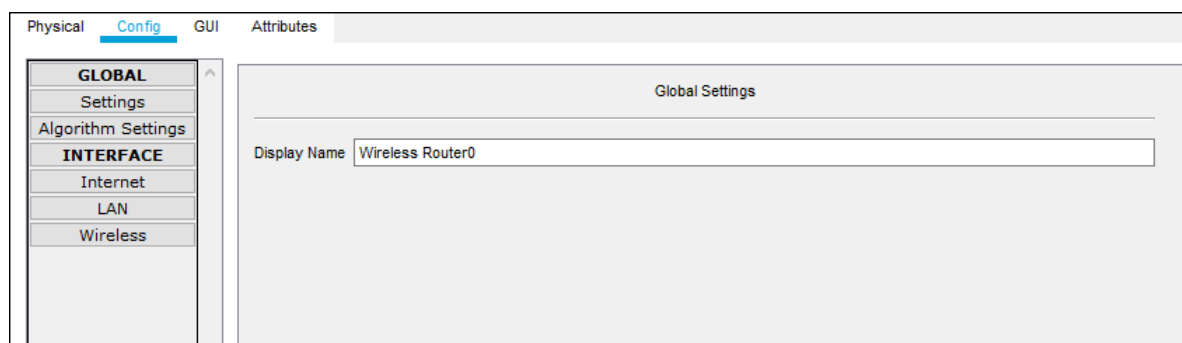 Physical Config GUI Attributes
GLOBAL
Settings
Algorithm Settings
INTERFACE
Internet
LAN
Wireless
Global Settings
Display Name Wireless Router0